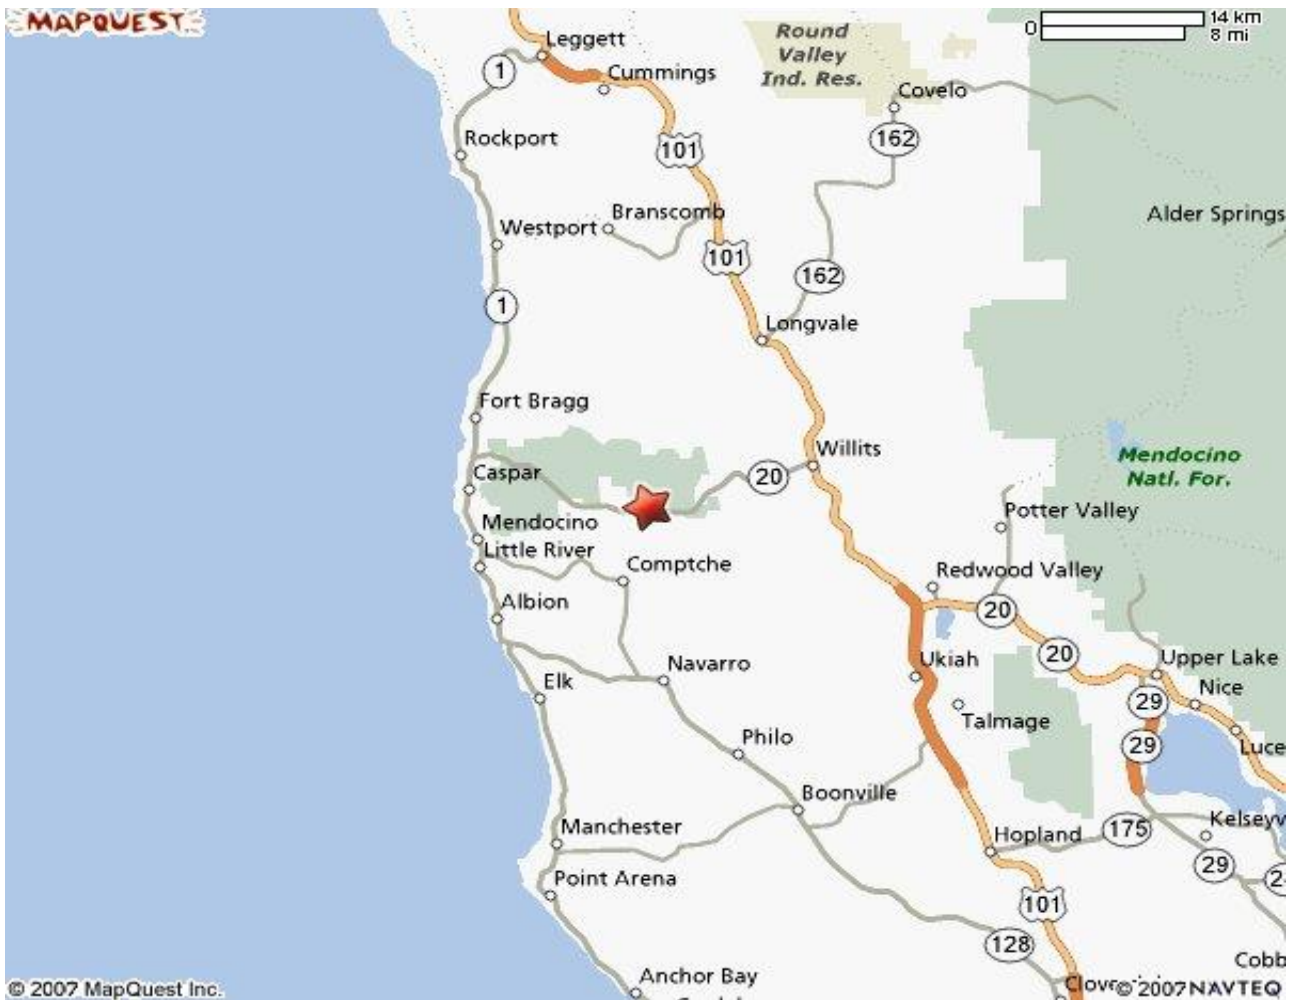 MAPQUEST
14 km
0
8 mi
Leggett
Round
Valley
Ind. Res.
1
Cummings
Covelo
Rockport
101
162
Branscomb
Westport
Alder Springs
101
162
1
Longvale
Fort Bragg
Willits
Mendocino
Natl. For.
Caspar
20
Potter Valley
Mendocino
Little River
Comptche
Redwood Valley
Albion
20
20
Ukiah
Upper Lake
Navarro
Elk
Nice
29
Talmage
Philo
29
Luce
Boonville
Manchester
Hopland
175
Kelseyv
29
Point Arena
2
101
128
Cobb
Anchor Bay
Clov
© 2007 MapQuest Inc.
© 2007 NAVTEQ